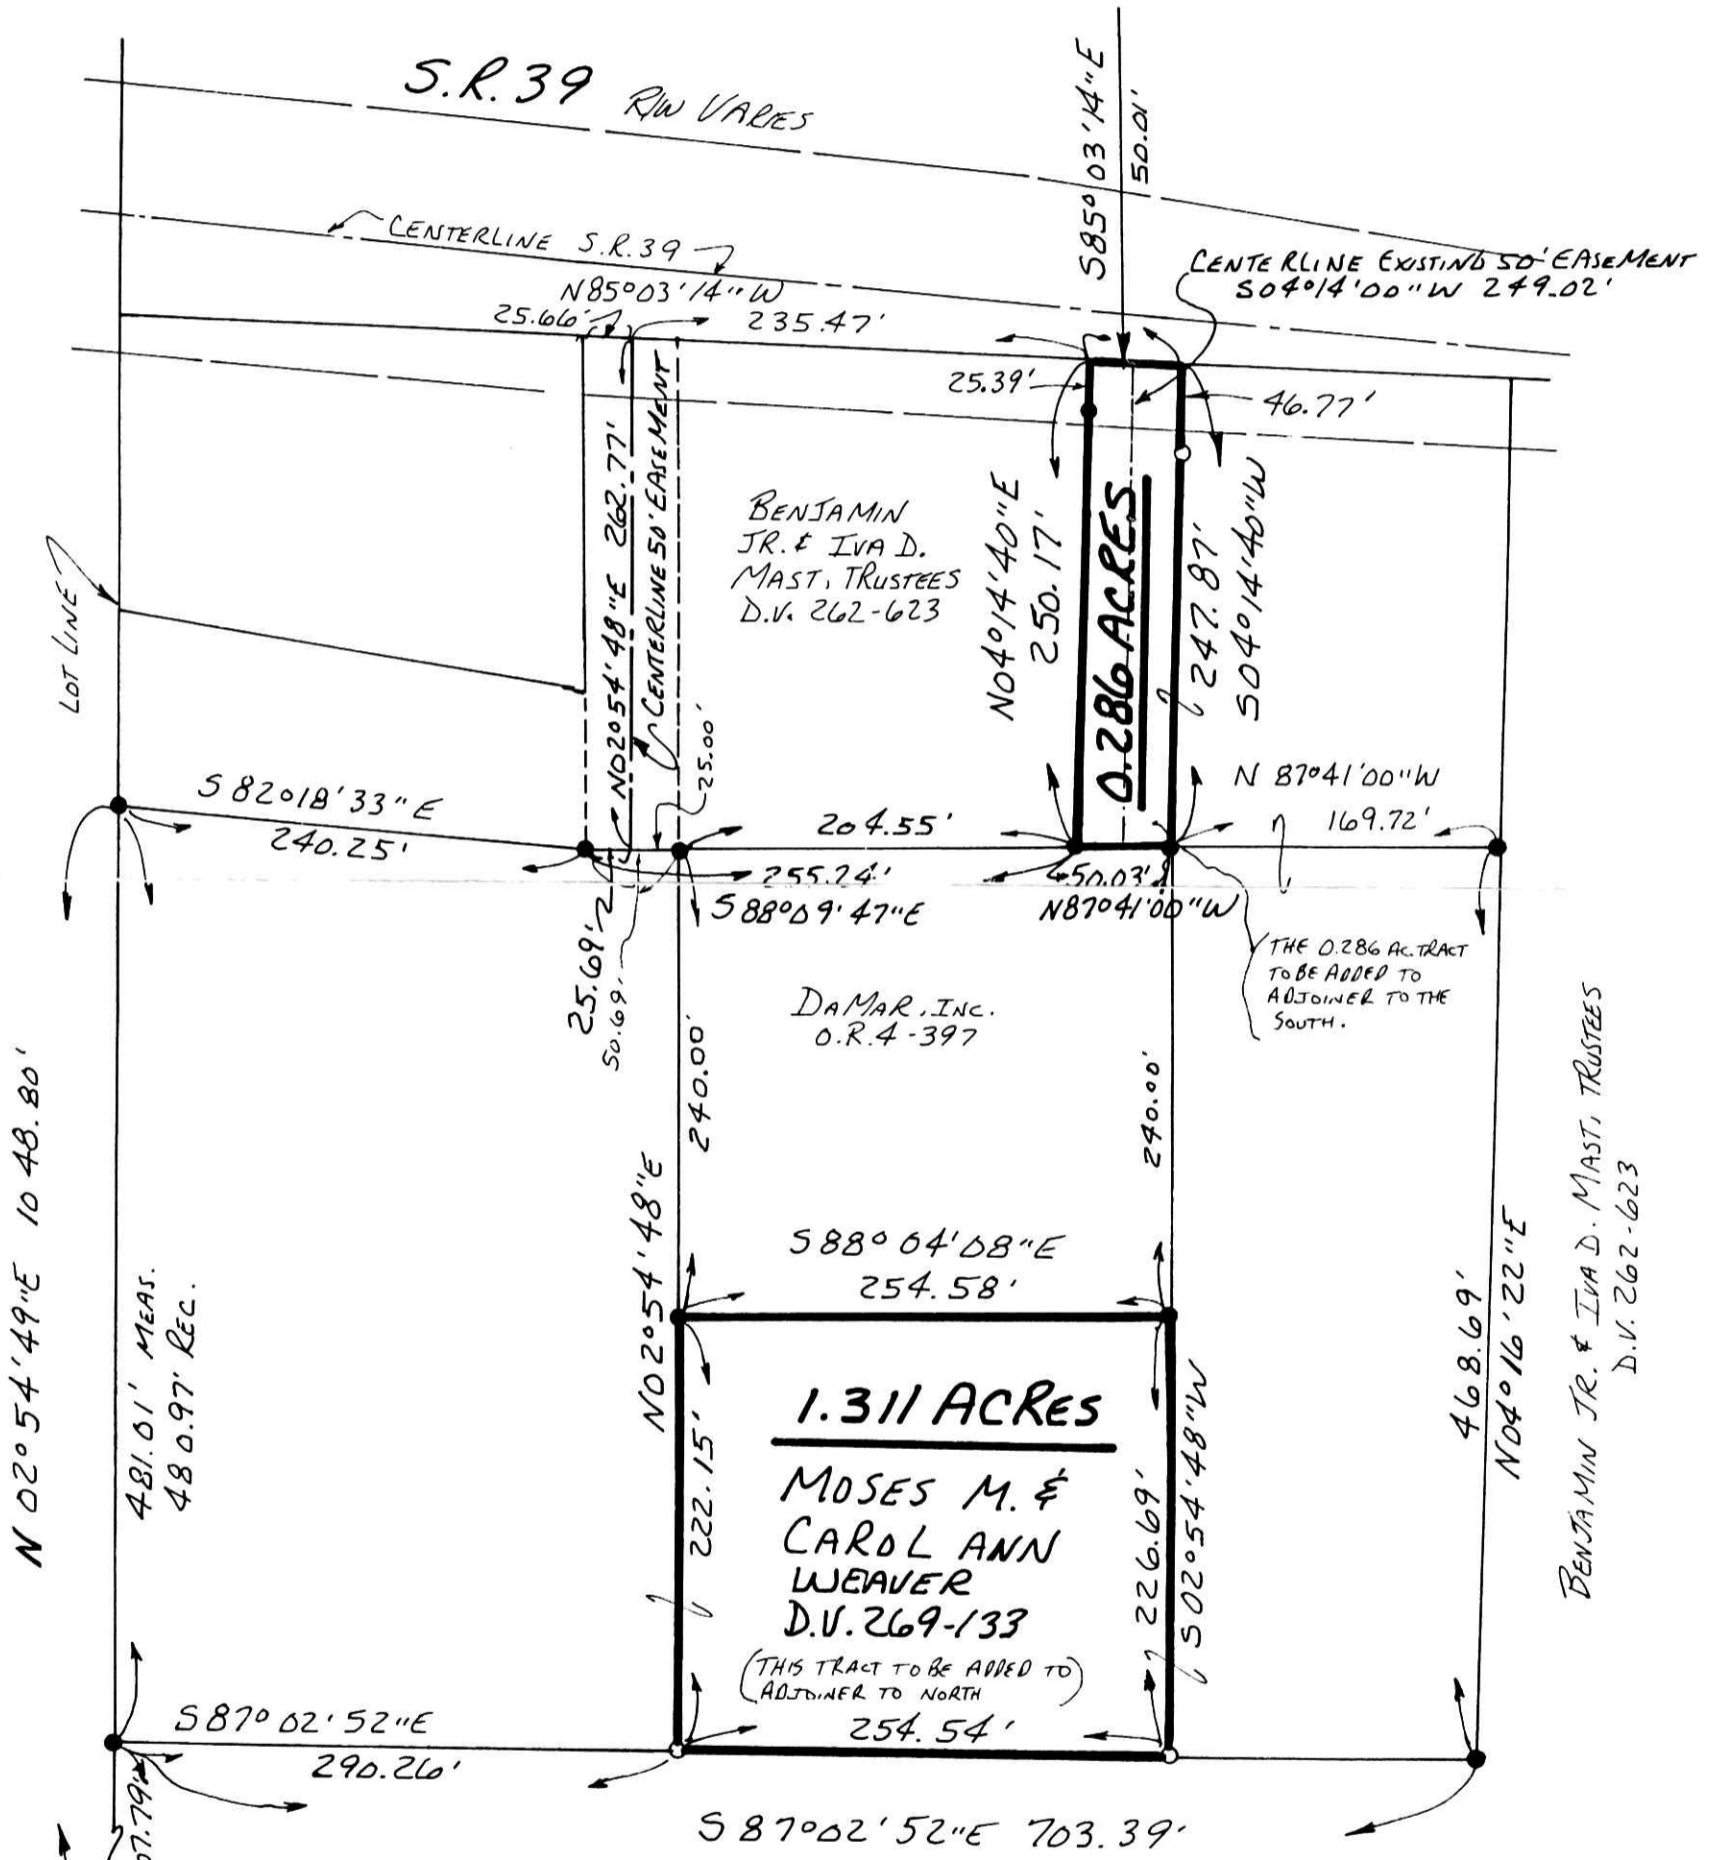 S.R. 39 R/W VARIES
S85°03'14"E
50.01'
CENTERLINE S.R. 39
CENTERLINE EXISTING 50' EASEMENT
S04°14'00"W 249.02'
N85°03'14"W
25.66'
235.47'
25.39'
46.77'
N02°54'48"E 262.77'
CENTERLINE 50' EASEMENT
BENJAMIN
JR. & IVA D.
MAST, TRUSTEES
D.V. 262-623
N04°14'40"E
250.17'
0.286 ACRES
247.87'
S04°14'40"W
LOT LINE
25.00'
S 82°18'33"E
240.25'
204.55'
N 87°41'00"W
169.72'
255.24'
S 88°09'47"E
50.03'
N87°41'00"W
25.69'
50.69'
THE 0.286 AC. TRACT
TO BE ADDED TO
ADJOINER TO THE
SOUTH.
DAMAR, INC.
O.R. 4-397
240.00'
240.00'
N 02°54'49"E 1048.80'
481.01' MEAS.
480.97' REC.
N02°54'48"E
S88°04'08"E
254.58'
468.69'
N04°16'22"E
BENJAMIN JR. & IVA D. MAST, TRUSTEES
D.V. 262-623
1.311 ACRES
MOSES M. &
CAROL ANN
WEAVER
D.V. 269-133
(THIS TRACT TO BE ADDED TO
ADJOINER TO NORTH)
222.15'
226.69'
S02°54'48"W
254.54'
S87°02'52"E
290.26'
S 87°02'52"E 703.39'